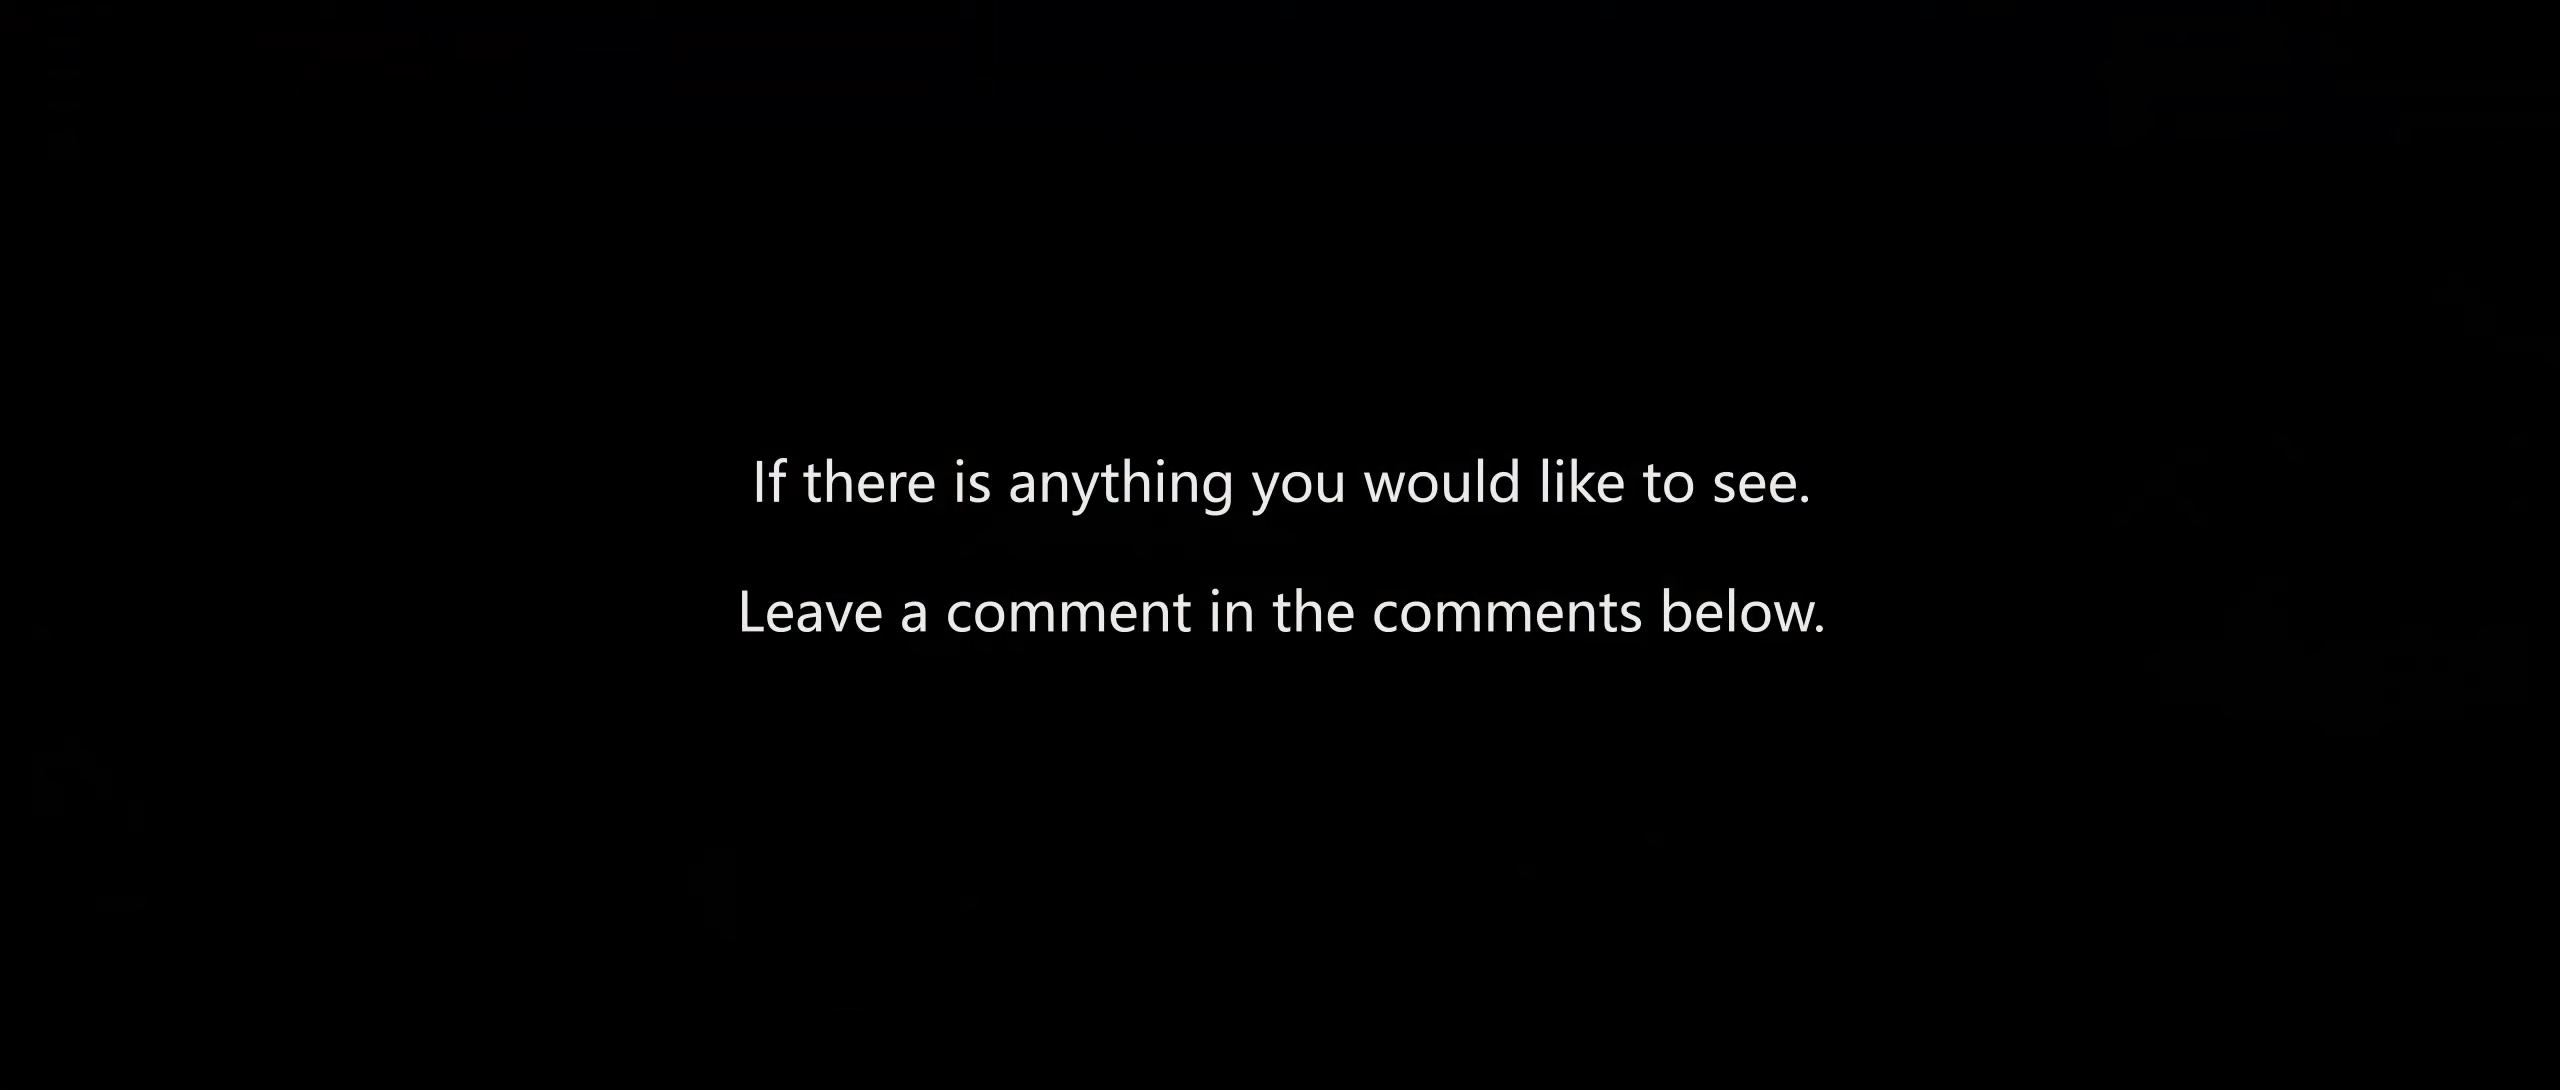 If there is anything you would like to see.
Leave a comment in the comments below.